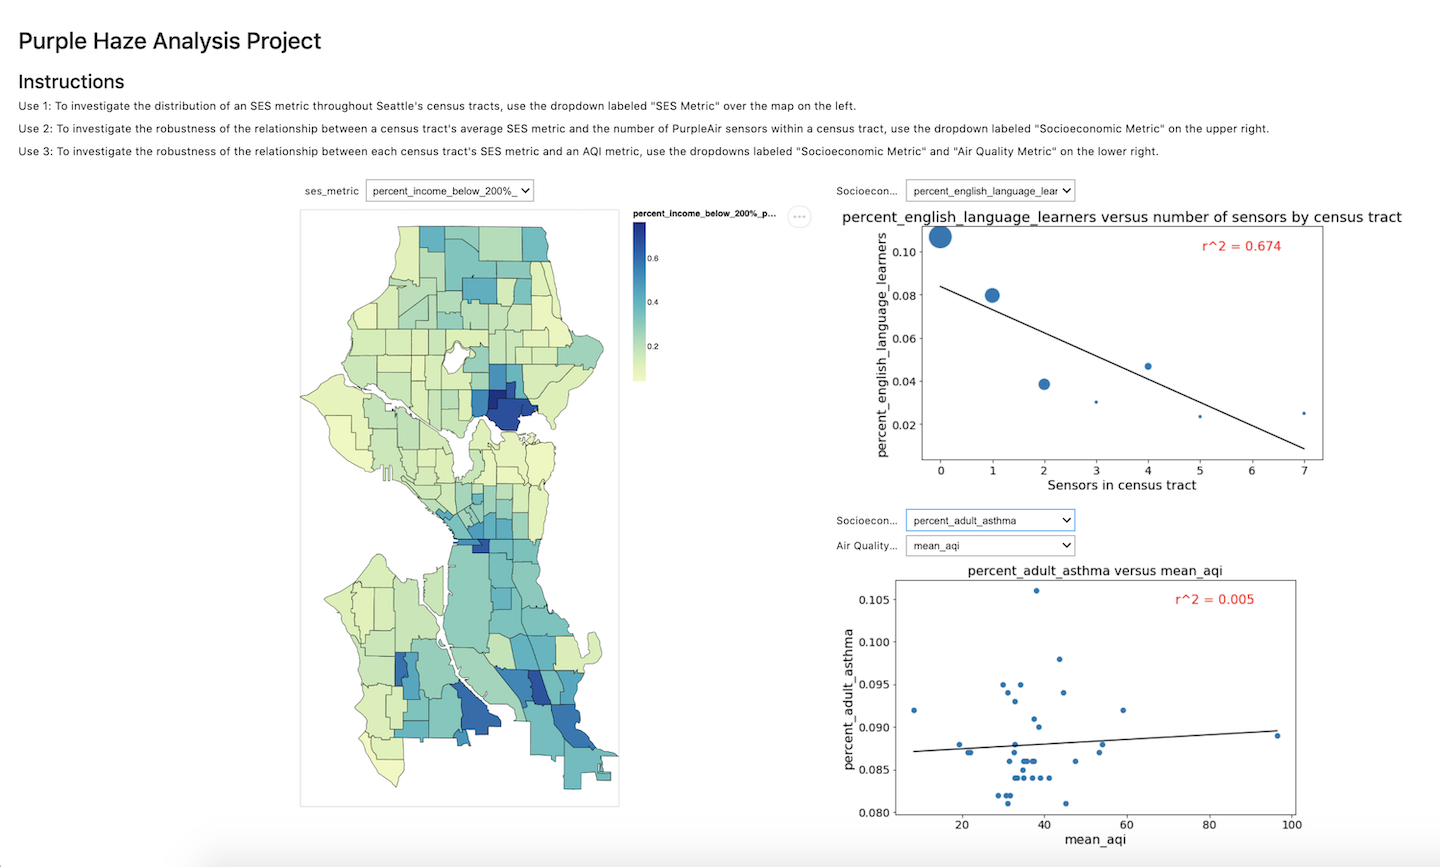 Purple Haze Analysis Project
Instructions
Use 1: To investigate the distribution of an SES metric throughout Seattle's census tracts, use the dropdown labeled "SES Metric" over the map on the left.
Use 2: To investigate the robustness of the relationship between a census tract's average SES metric and the number of PurpleAir sensors within a census tract, use the dropdown labeled "Socioeconomic Metric" on the upper right.
Use 3: To investigate the robustness of the relationship between each census tract's SES metric and an AQI metric, use the dropdowns labeled "Socioeconomic Metric" and "Air Quality Metric" on the lower right.
ses_metric percent_income_below_200%_
percent_income_below_200%_p...
0.6
0.4
0.2
Socioecon... percent_english_language_lear
percent_english_language_learners versus number of sensors by census tract
r^2 = 0.674
percent_english_language_learners
0.10
0.08
0.06
0.04
0.02
0 1 2 3 4 5 6 7
Sensors in census tract
Socioecon... percent_adult_asthma
Air Quality... mean_aqi
percent_adult_asthma versus mean_aqi
r^2 = 0.005
percent_adult_asthma
0.105
0.100
0.095
0.090
0.085
0.080
20 40 60 80 100
mean_aqi